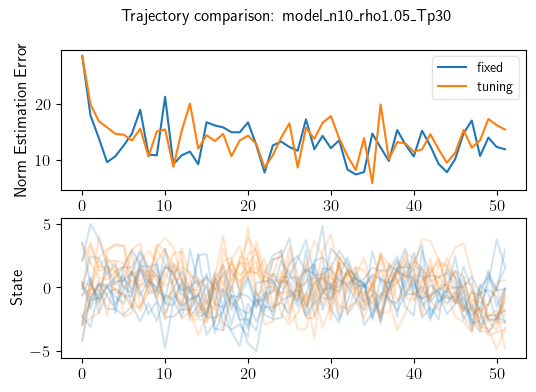 Trajectory comparison: model_n10_rho1.05_Tp30
Norm Estimation Error
20
10
fixed
tuning
0 10 20 30 40 50
State
5
0
−5
0 10 20 30 40 50